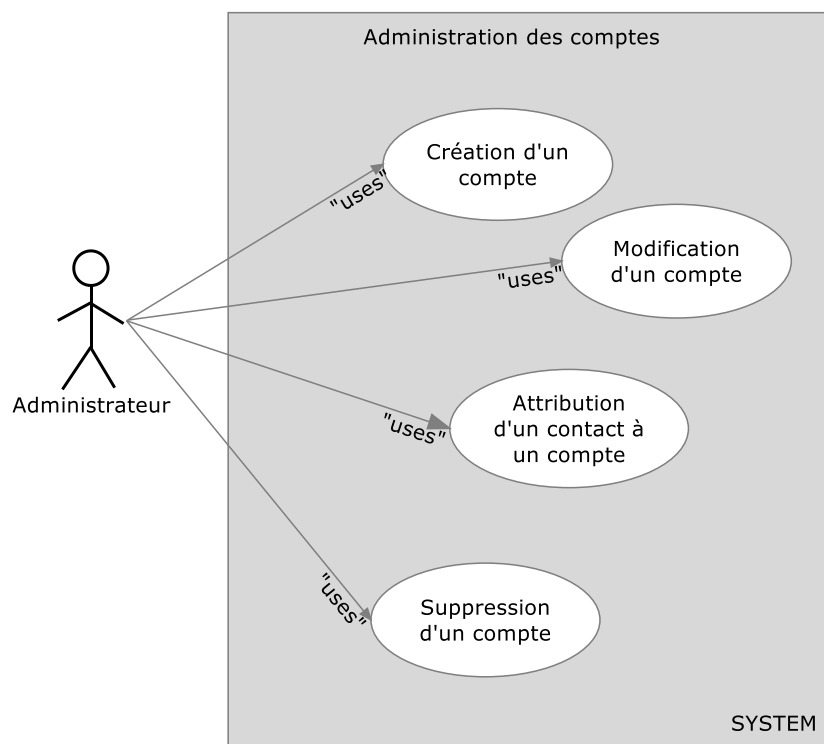 Administration des comptes
Création d'un
compte
"uses"
Modification
d'un compte
"uses"
Administrateur
Attribution
d'un contact à
un compte
"uses"
Suppression
d'un compte
"uses"
SYSTEM